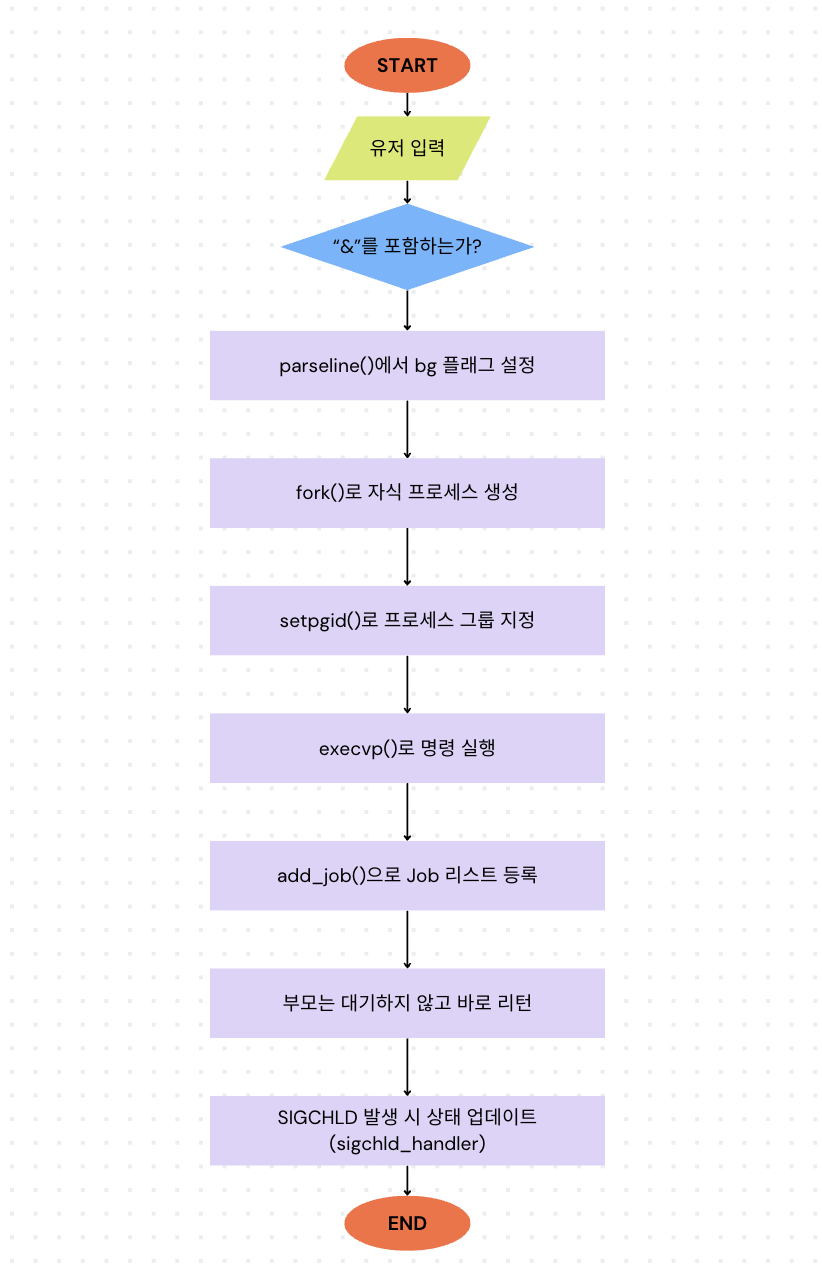 START
유저 입력
“&”를 포함하는가?
parseline()에서 bg 플래그 설정
fork()로 자식 프로세스 생성
setpgid()로 프로세스 그룹 지정
execvp()로 명령 실행
add_job()으로 Job 리스트 등록
부모는 대기하지 않고 바로 리턴
SIGCHLD 발생 시 상태 업데이트
(sigchld_handler)
END